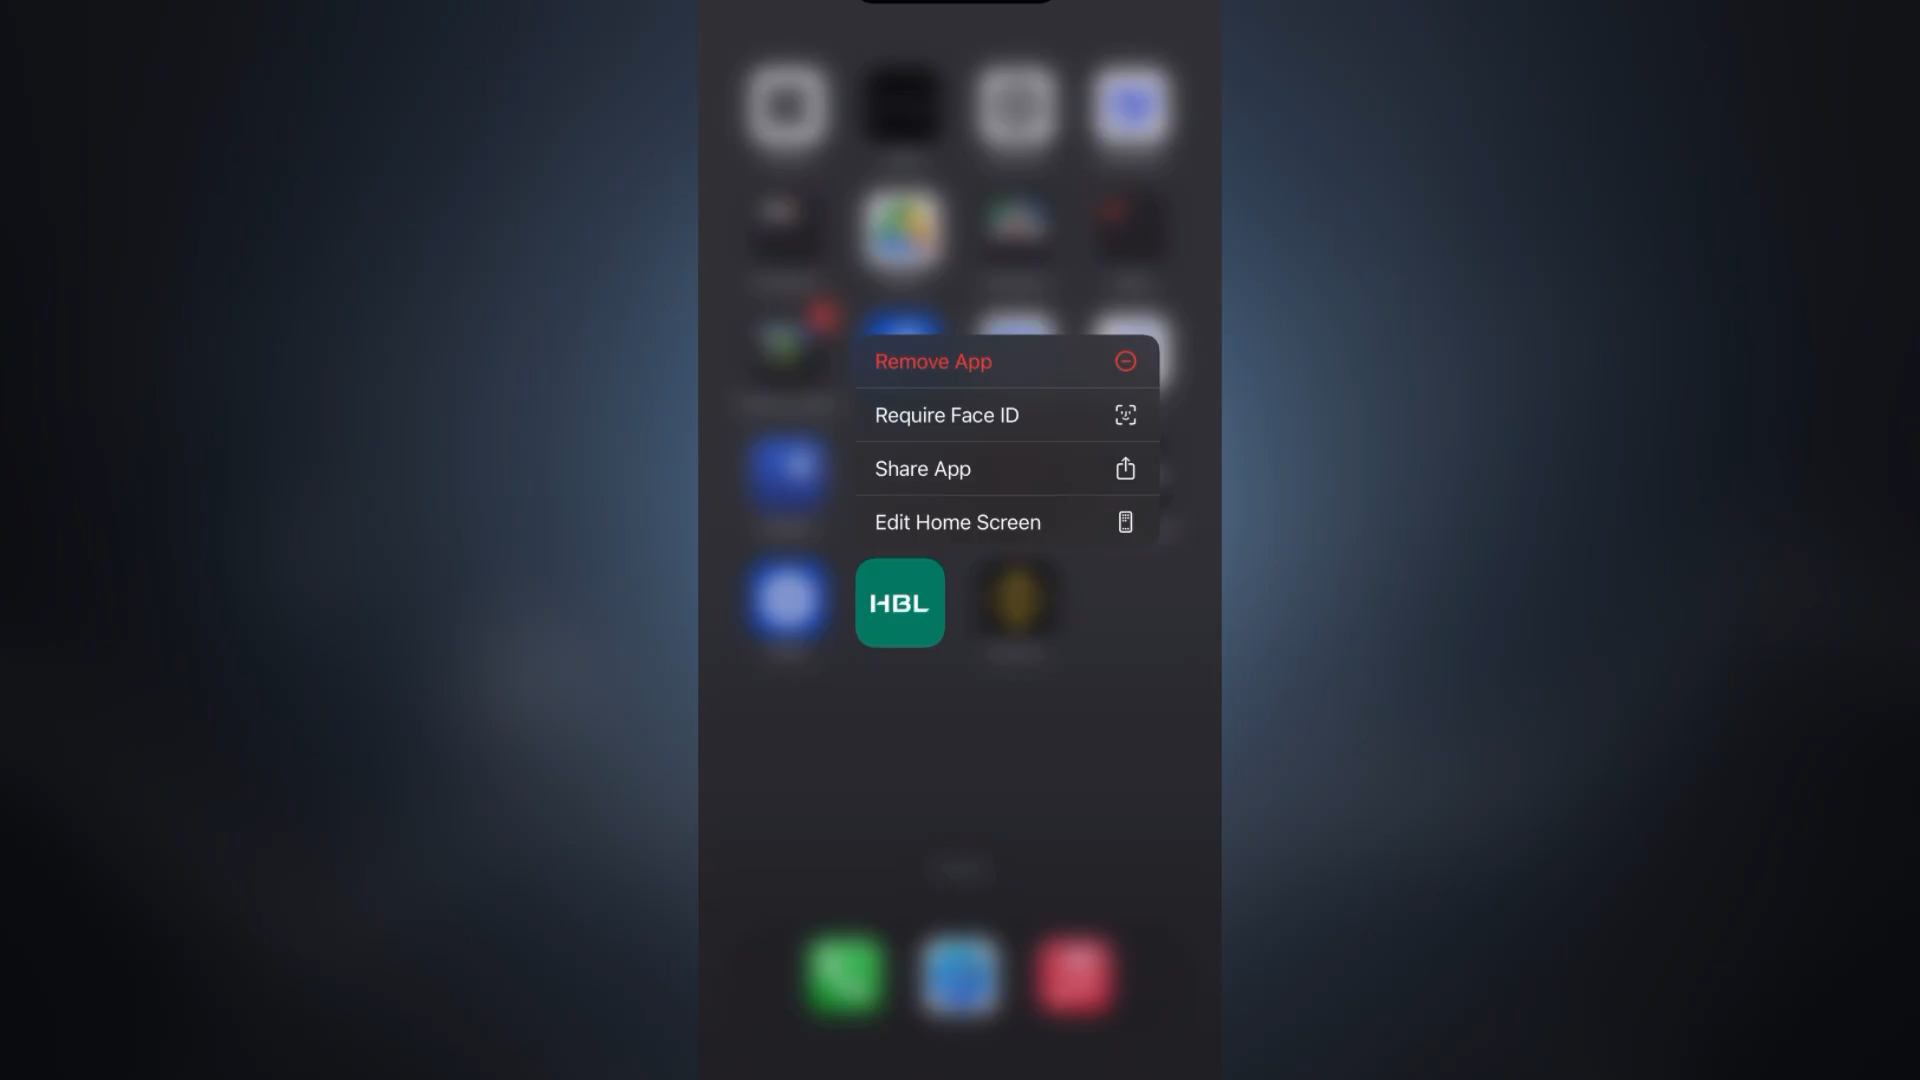 Remove App
Require Face ID
Share App
Edit Home Screen
HBL